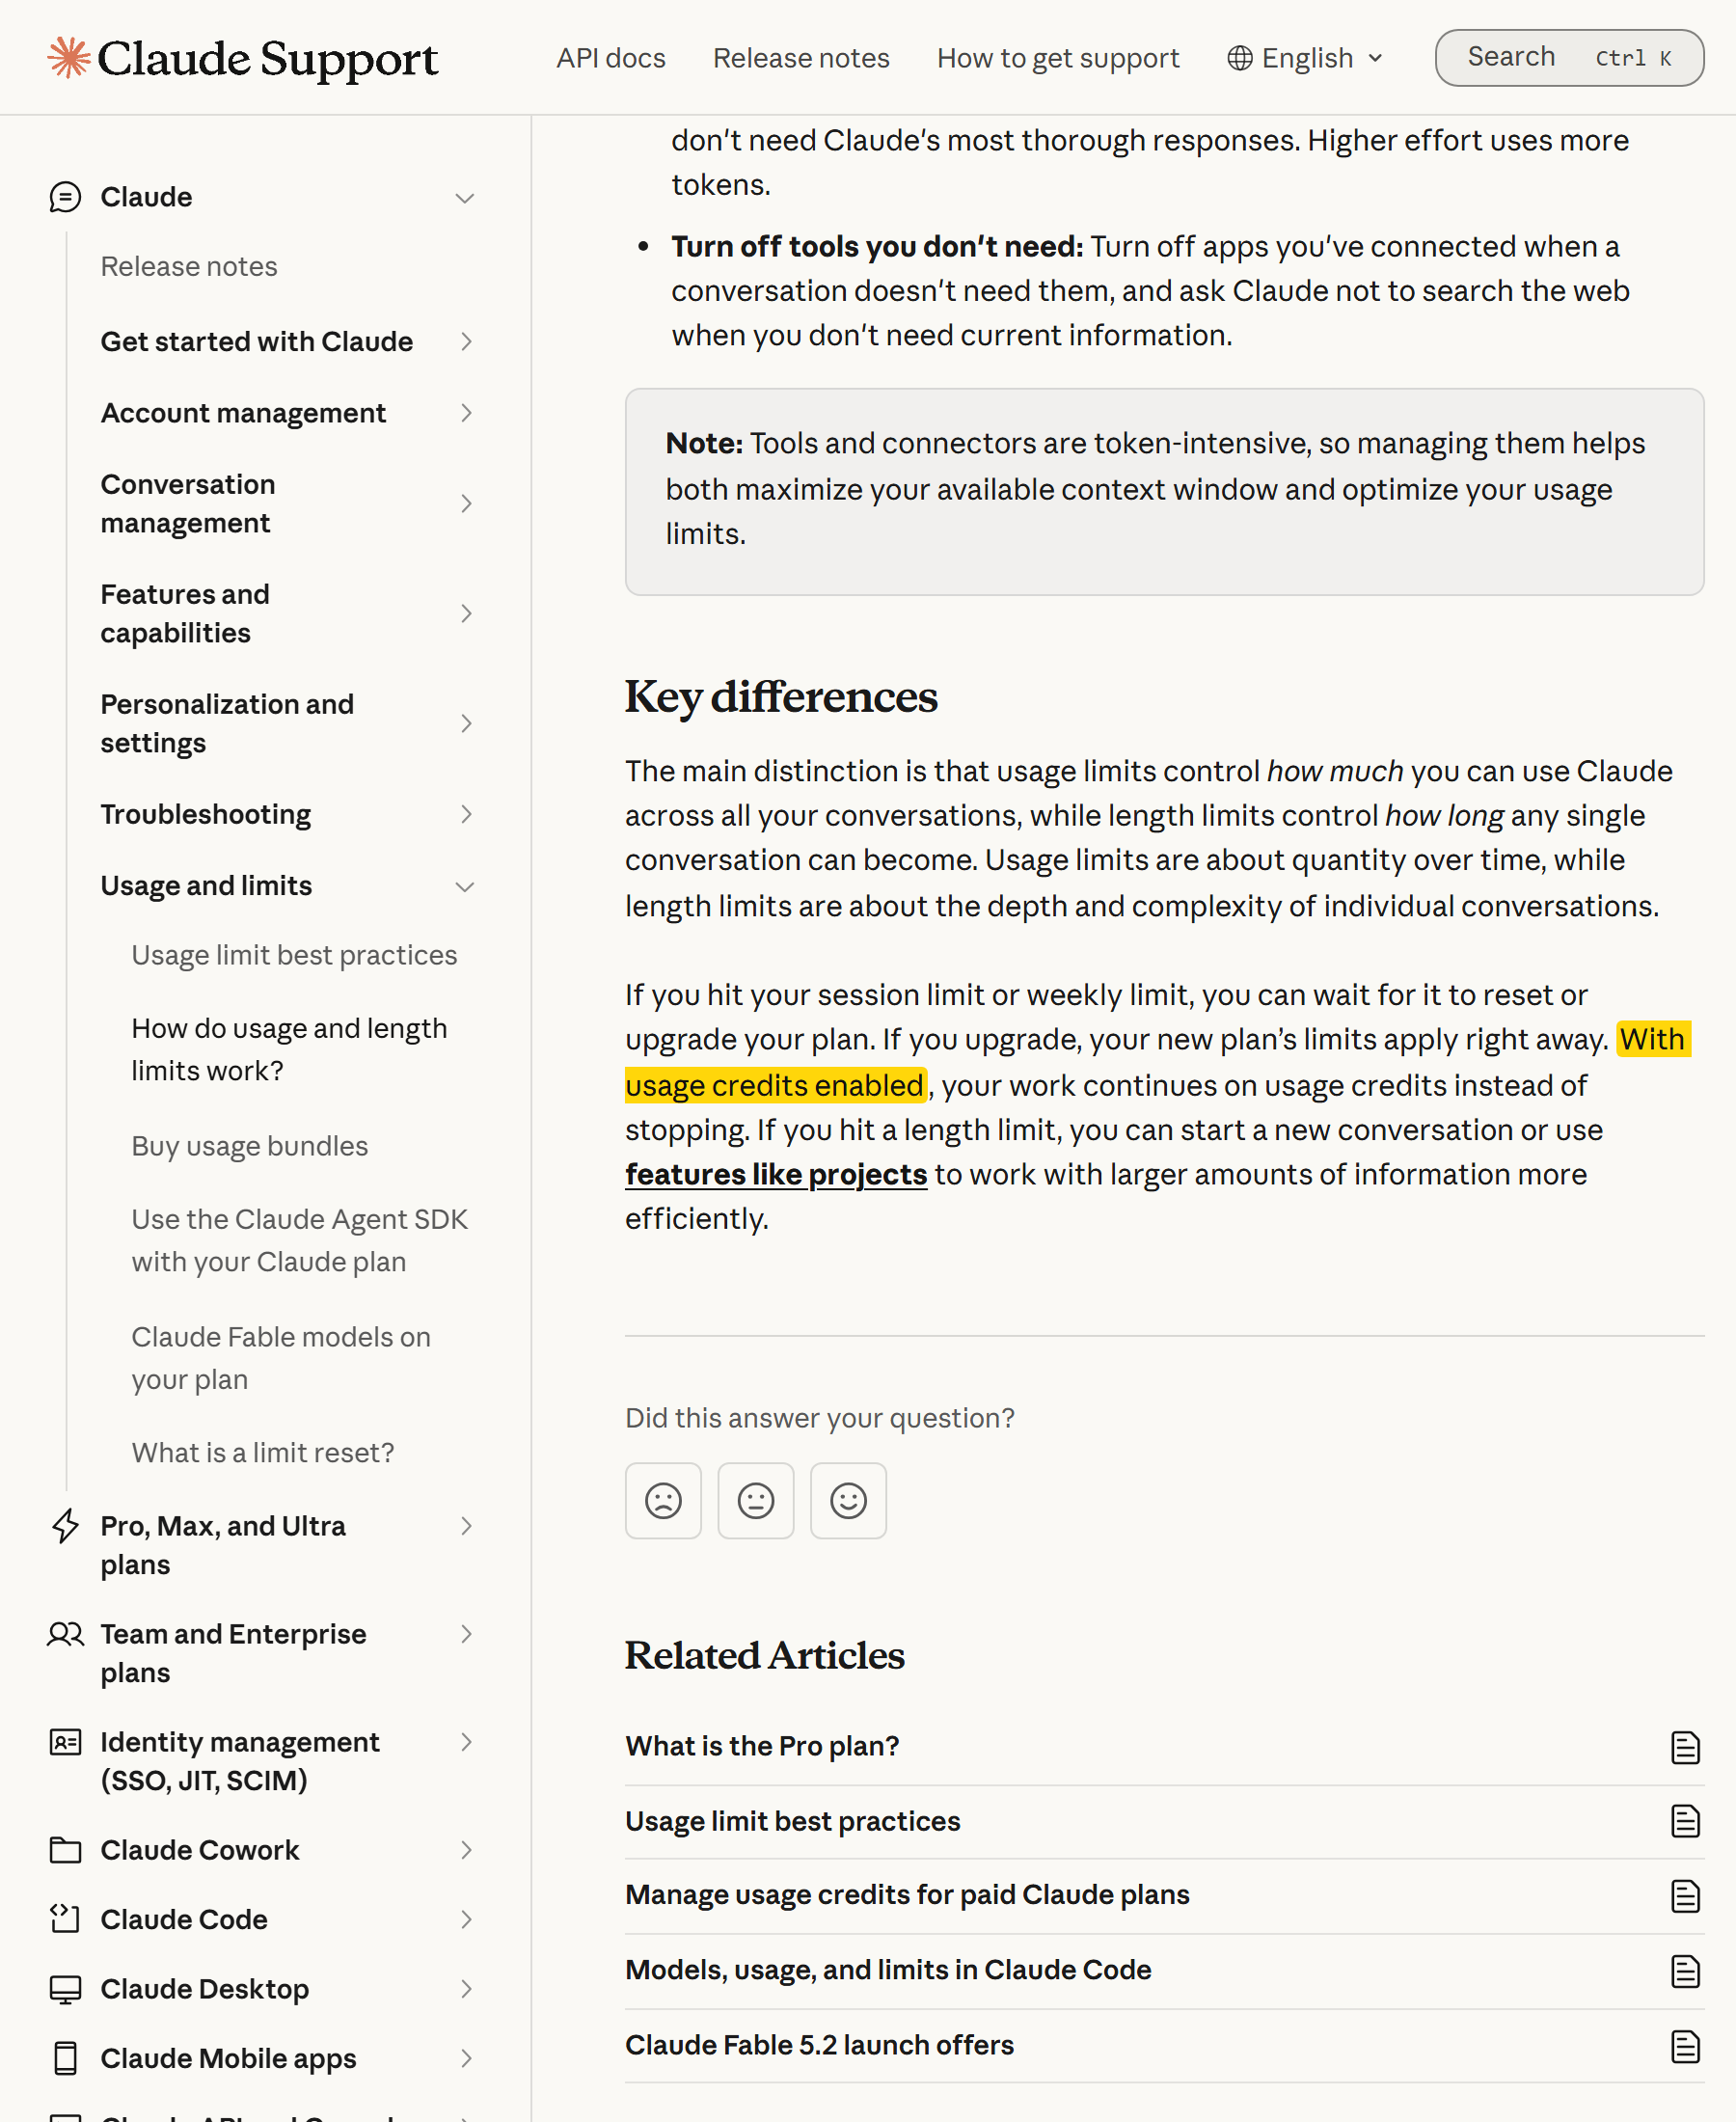 Claude Support
API docs
Release notes
How to get support
English
Search Ctrl K
Claude
Release notes
Get started with Claude
Account management
Conversation
management
Features and
capabilities
Personalization and
settings
Troubleshooting
Usage and limits
Usage limit best practices
How do usage and length
limits work?
Buy usage bundles
Use the Claude Agent SDK
with your Claude plan
Claude Fable models on
your plan
What is a limit reset?
Pro, Max, and Ultra
plans
Team and Enterprise
plans
Identity management
(SSO, JIT, SCIM)
Claude Cowork
Claude Code
Claude Desktop
Claude Mobile apps
don't need Claude's most thorough responses. Higher effort uses more
tokens.
• Turn off tools you don't need: Turn off apps you've connected when a
conversation doesn't need them, and ask Claude not to search the web
when you don't need current information.
Note: Tools and connectors are token-intensive, so managing them helps
both maximize your available context window and optimize your usage
limits.
Key differences
The main distinction is that usage limits control how much you can use Claude
across all your conversations, while length limits control how long any single
conversation can become. Usage limits are about quantity over time, while
length limits are about the depth and complexity of individual conversations.
If you hit your session limit or weekly limit, you can wait for it to reset or
upgrade your plan. If you upgrade, your new plan's limits apply right away. With
usage credits enabled, your work continues on usage credits instead of
stopping. If you hit a length limit, you can start a new conversation or use
features like projects to work with larger amounts of information more
efficiently.
Did this answer your question?
Related Articles
What is the Pro plan?
Usage limit best practices
Manage usage credits for paid Claude plans
Models, usage, and limits in Claude Code
Claude Fable 5.2 launch offers